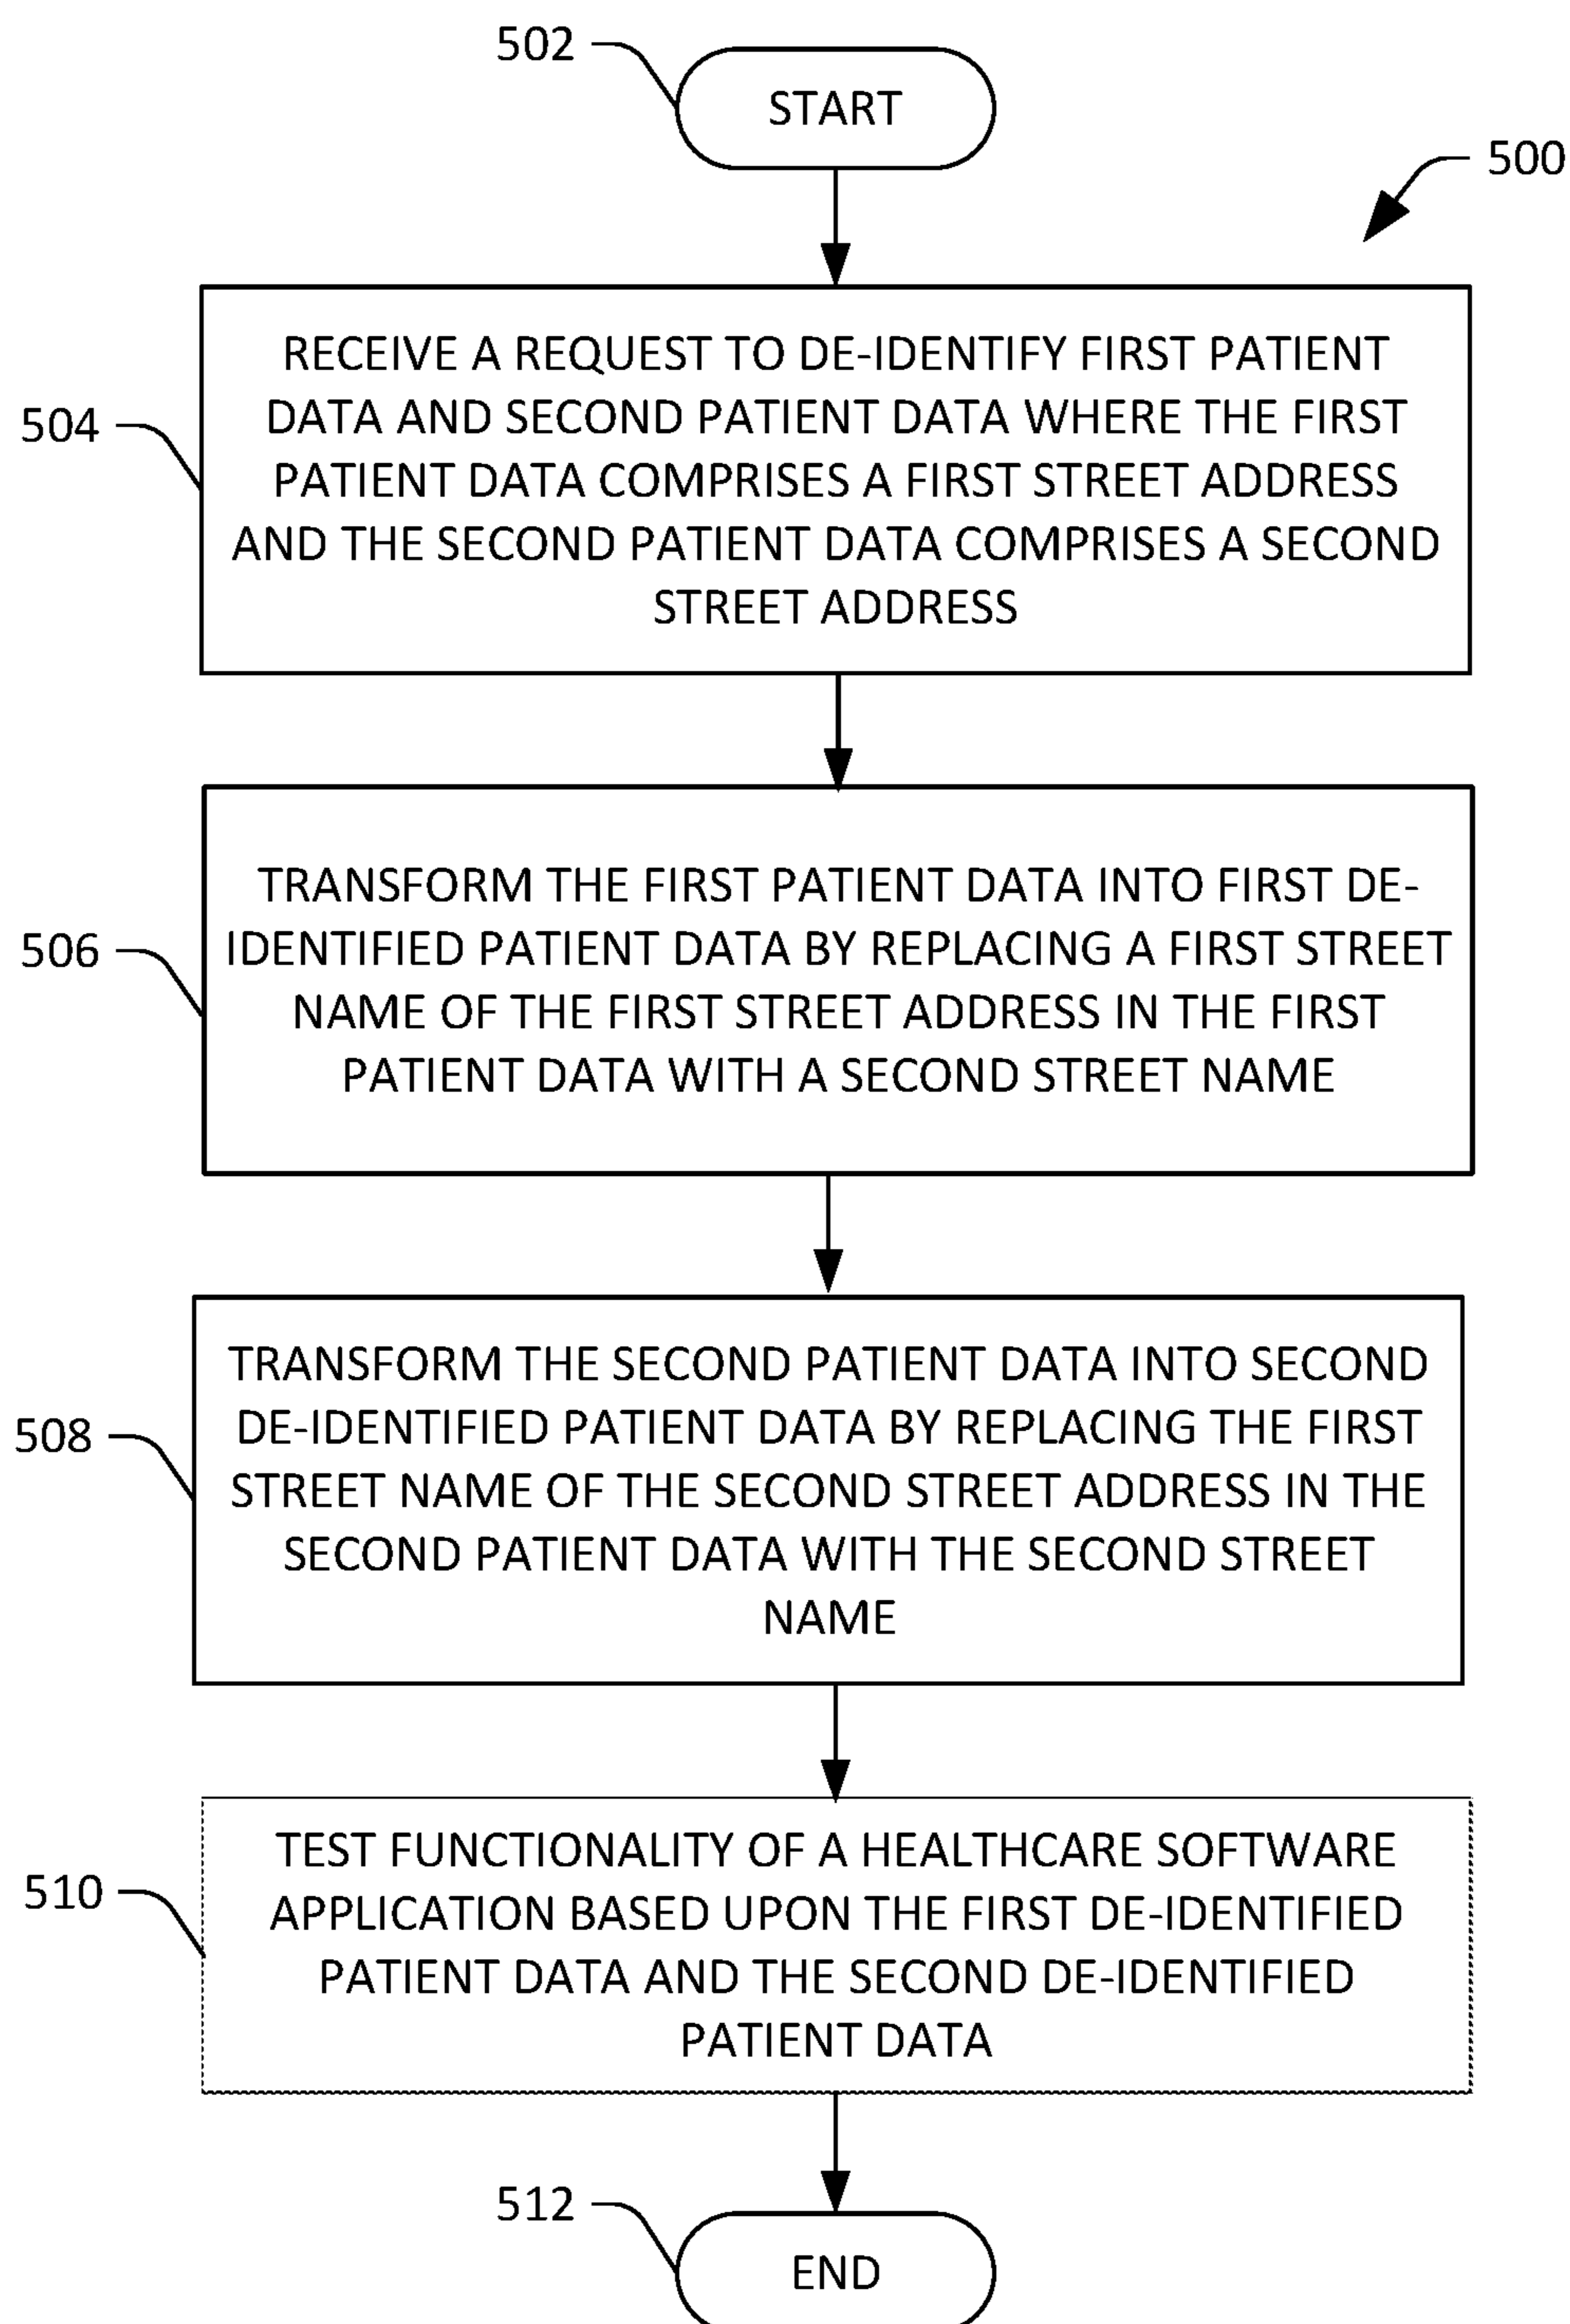 502
START
500
504
RECEIVE A REQUEST TO DE-IDENTIFY FIRST PATIENT
DATA AND SECOND PATIENT DATA WHERE THE FIRST
PATIENT DATA COMPRISES A FIRST STREET ADDRESS
AND THE SECOND PATIENT DATA COMPRISES A SECOND
STREET ADDRESS
506
TRANSFORM THE FIRST PATIENT DATA INTO FIRST DE-
IDENTIFIED PATIENT DATA BY REPLACING A FIRST STREET
NAME OF THE FIRST STREET ADDRESS IN THE FIRST
PATIENT DATA WITH A SECOND STREET NAME
508
TRANSFORM THE SECOND PATIENT DATA INTO SECOND
DE-IDENTIFIED PATIENT DATA BY REPLACING THE FIRST
STREET NAME OF THE SECOND STREET ADDRESS IN THE
SECOND PATIENT DATA WITH THE SECOND STREET
NAME
510
TEST FUNCTIONALITY OF A HEALTHCARE SOFTWARE
APPLICATION BASED UPON THE FIRST DE-IDENTIFIED
PATIENT DATA AND THE SECOND DE-IDENTIFIED
PATIENT DATA
512
END